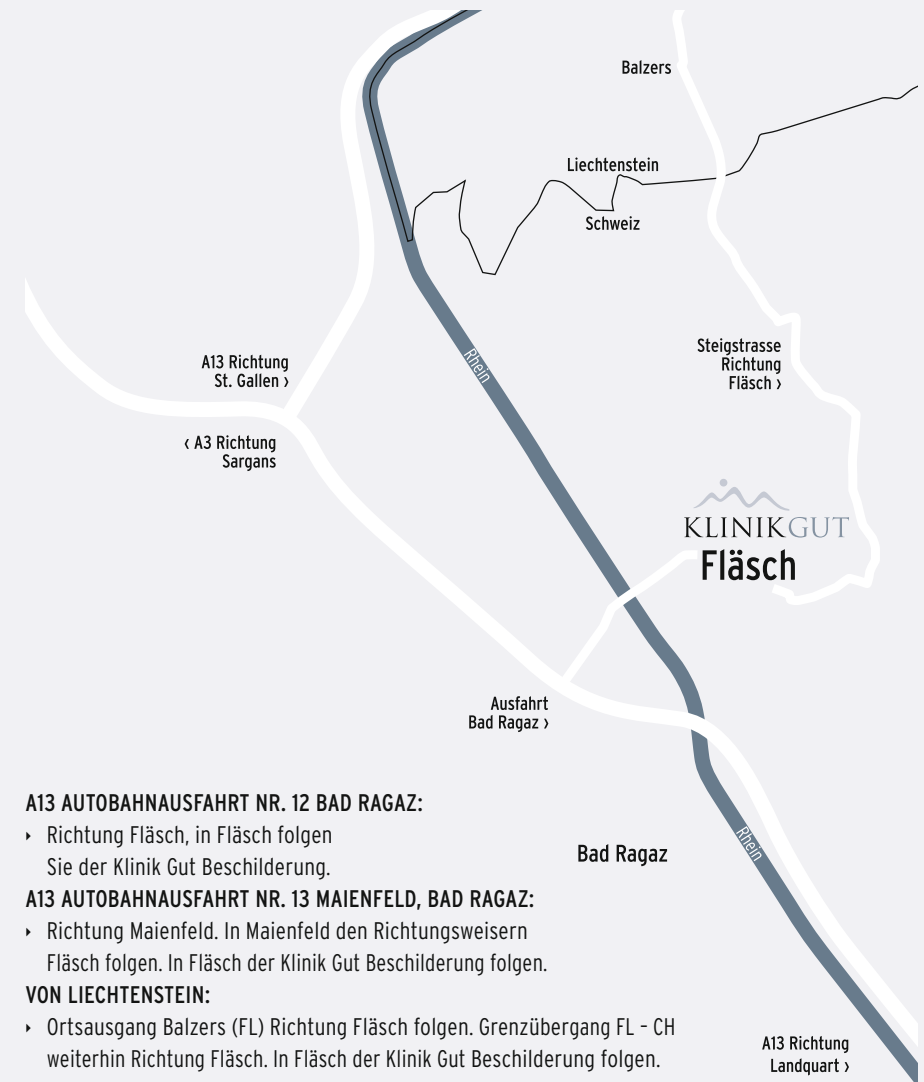 Balzers
Liechtenstein
Schweiz
Rhein
Steigstrasse
Richtung
Fläsch ›
A13 Richtung
St. Gallen ›
‹ A3 Richtung
Sargans
KLINIKGUT
Fläsch
Ausfahrt
Bad Ragaz ›
A13 AUTOBAHNAUSFAHRT NR. 12 BAD RAGAZ:
‣ Richtung Fläsch, in Fläsch folgen
Sie der Klinik Gut Beschilderung.
Bad Ragaz
Rhein
A13 AUTOBAHNAUSFAHRT NR. 13 MAIENFELD, BAD RAGAZ:
‣ Richtung Maienfeld. In Maienfeld den Richtungsweisern
Fläsch folgen. In Fläsch der Klinik Gut Beschilderung folgen.
VON LIECHTENSTEIN:
‣ Ortsausgang Balzers (FL) Richtung Fläsch folgen. Grenzübergang FL - CH
weiterhin Richtung Fläsch. In Fläsch der Klinik Gut Beschilderung folgen.
A13 Richtung
Landquart ›